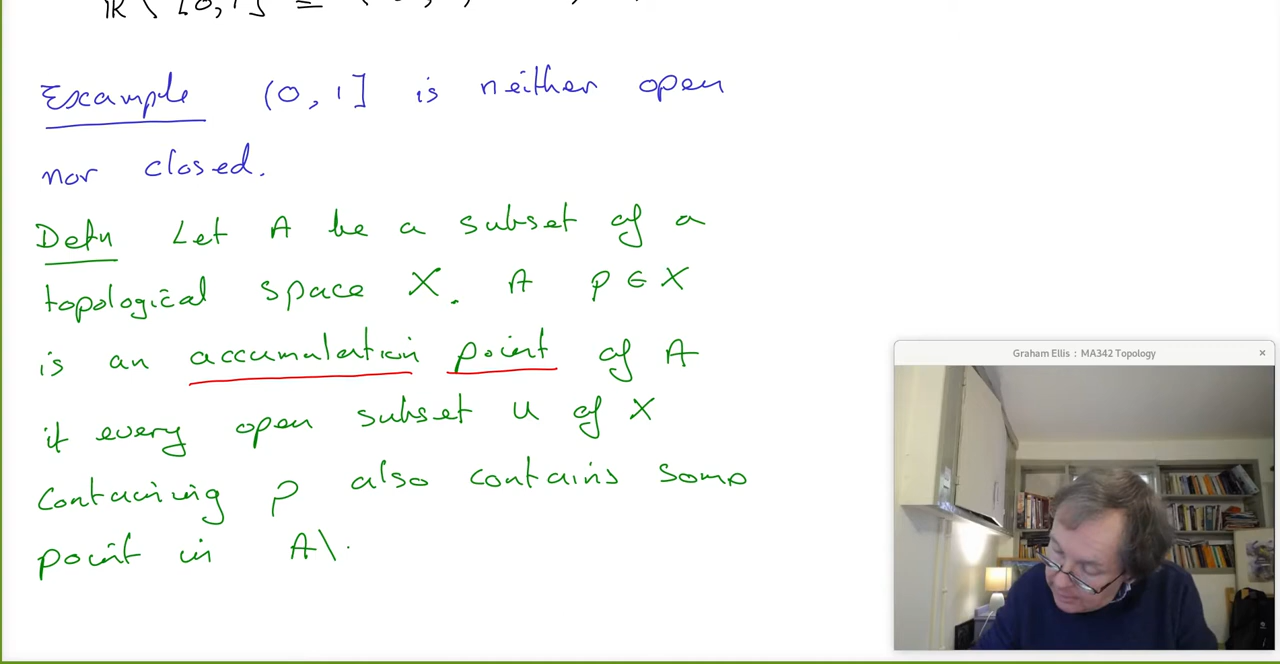 Example (0, 1] is neither open
nor closed.
Defn Let A be a subset of a
topological space X. A p ∈ X
is an accumulation point of A
if every open subset U of X
containing p also contains some
point in A\
Graham Ellis : MA342 Topology